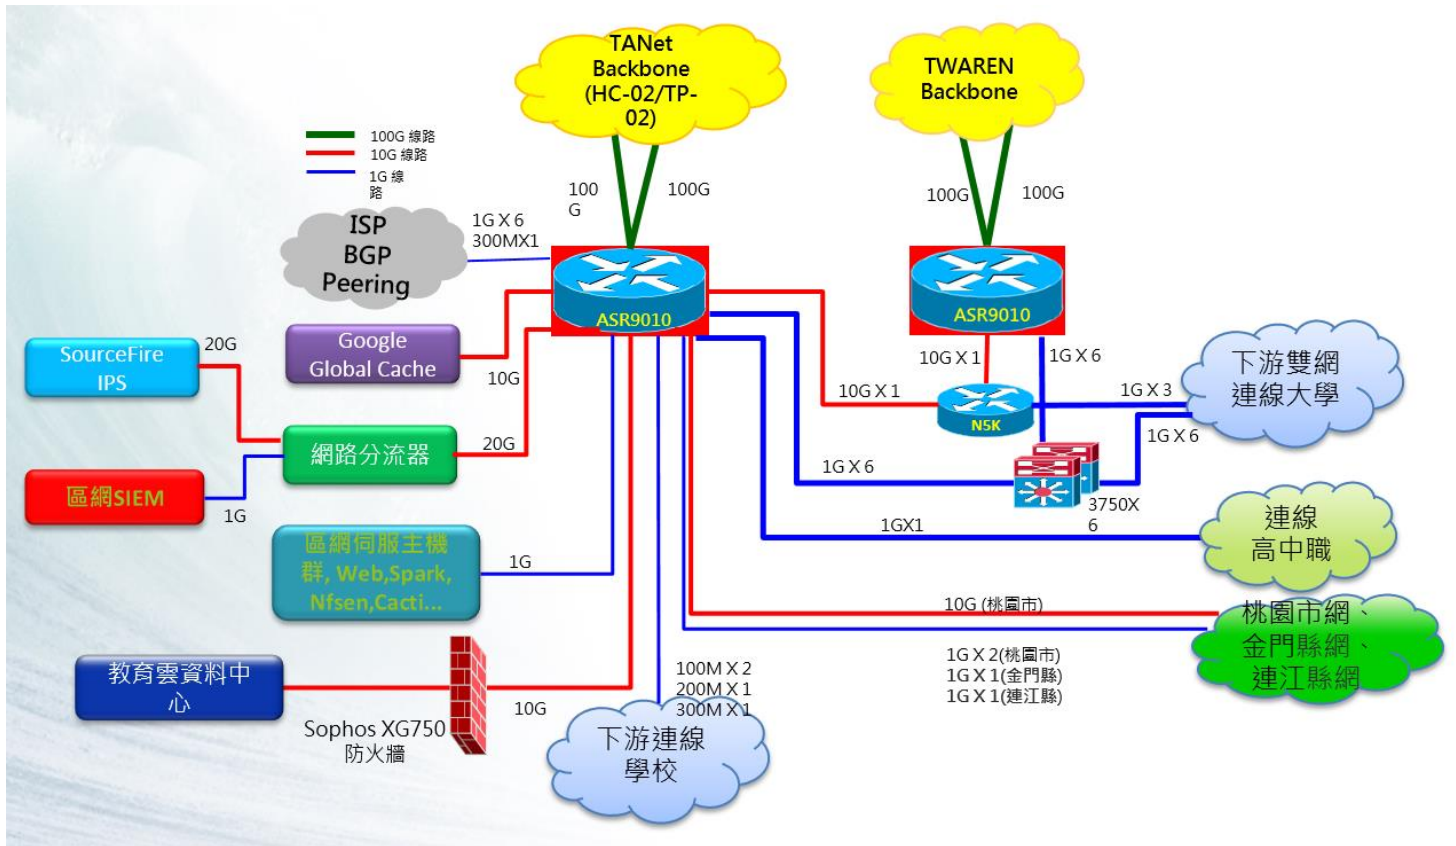 TANet
Backbone
(HC-02/TP-
02)
TWAREN
Backbone
100G 線路
10G 線路
1G 線
路
100
G
100G
100G
100G
ISP
BGP
Peering
1G X 6
300MX1
ASR9010
ASR9010
SourceFire
IPS
20G
Google
Global Cache
10G
10G X 1
1G X 6
下游雙網
連線大學
10G X 1
N5K
1G X 3
1G X 6
網路分流器
20G
區網SIEM
1G
1G X 6
3750X
6
1GX1
連線
高中職
區網伺服主機
群, Web,Spark,
Nfsen,Cacti...
1G
10G (桃園市)
桃園市網、
金門縣網、
連江縣網
1G X 2(桃園市)
1G X 1(金門縣)
1G X 1(連江縣)
教育雲資料中
心
Sophos XG750
防火牆
10G
100M X 2
200M X 1
300M X 1
下游連線
學校